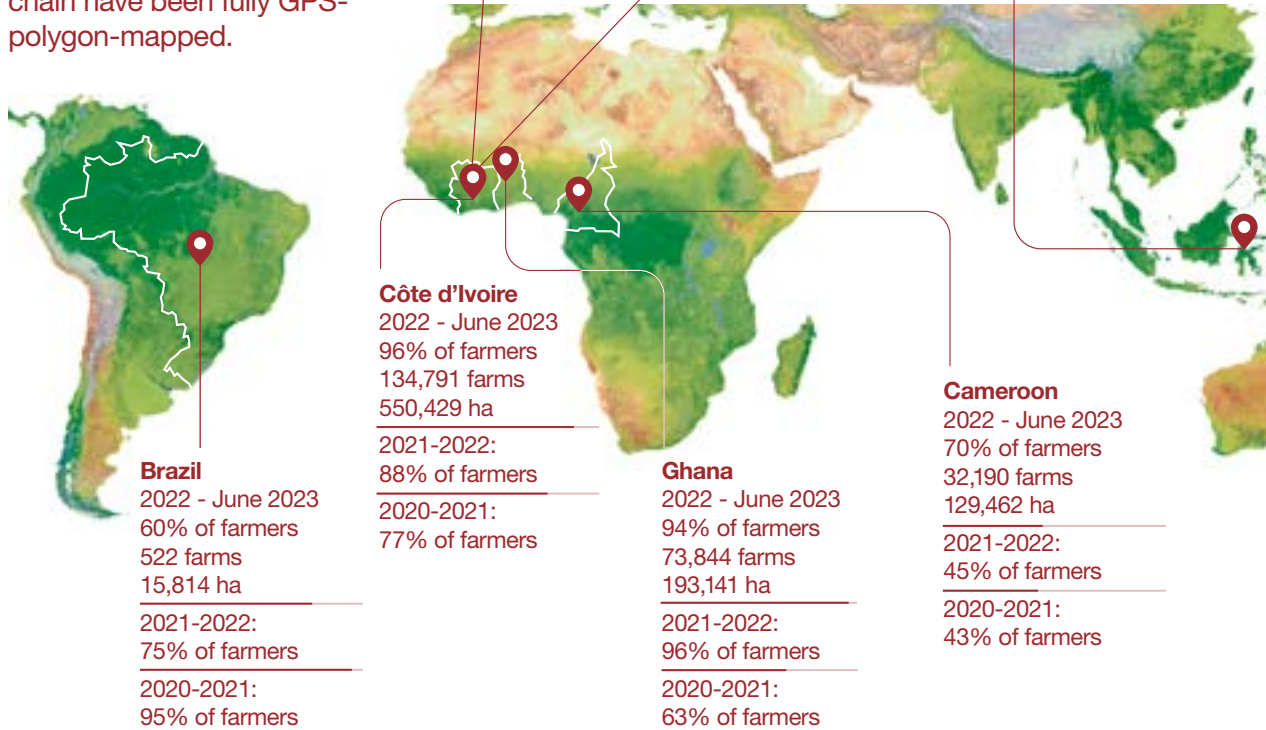 chain have been fully GPS-
polygon-mapped.
Brazil
2022 - June 2023
60% of farmers
522 farms
15,814 ha
2021-2022:
75% of farmers
2020-2021:
95% of farmers
Côte d'Ivoire
2022 - June 2023
96% of farmers
134,791 farms
550,429 ha
2021-2022:
88% of farmers
2020-2021:
77% of farmers
Ghana
2022 - June 2023
94% of farmers
73,844 farms
193,141 ha
2021-2022:
96% of farmers
2020-2021:
63% of farmers
Cameroon
2022 - June 2023
70% of farmers
32,190 farms
129,462 ha
2021-2022:
45% of farmers
2020-2021:
43% of farmers